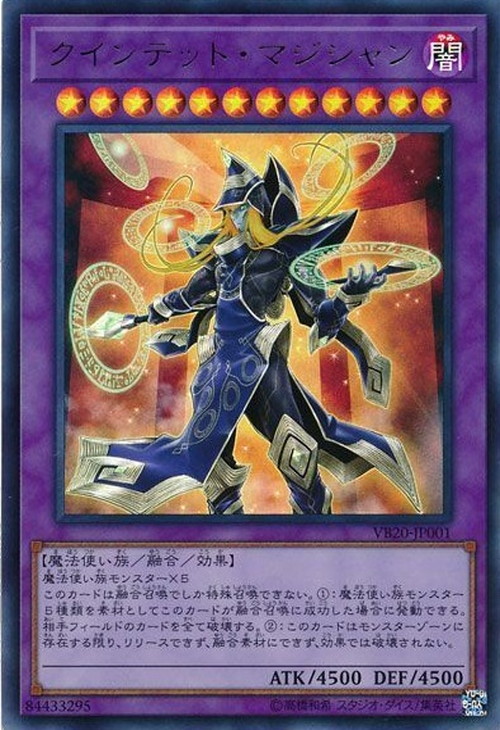 クインテット・マジシャン
闇
やみ
VB20-JP001
【魔法使い族／融合／効果】
魔法使い族モンスター×５
このカードは融合召喚でしか特殊召喚できない。①：魔法使い族モンスター
５種類を素材としてこのカードが融合召喚に成功した場合に発動できる。
相手フィールドのカードを全て破壊する。②：このカードはモンスターゾーンに
存在する限り、リリースできず、融合素材にできず、効果では破壊されない。
ATK/4500 DEF/4500
84433295
©高橋和希 スタジオ・ダイス/集英社